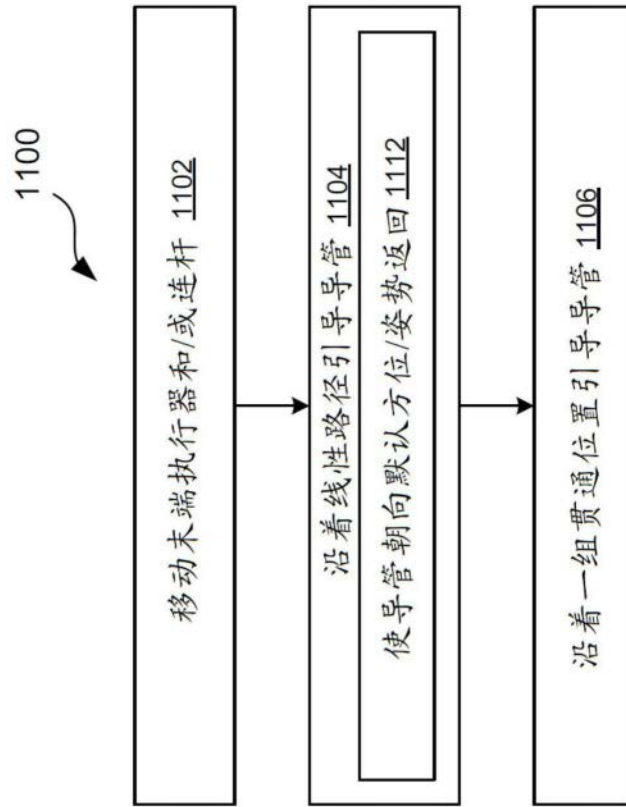 1100
移动末端执行器和/或连杆 1102
沿着线性路径引导导管 1104
使导管朝向默认方位/姿势返回 1112
沿着一组贯通位置引导导管 1106